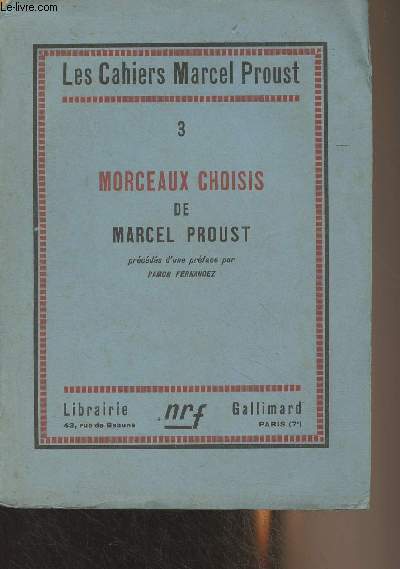 Le-livre.fr
Les Cahiers Marcel Proust
3
MORCEAUX CHOISIS
DE
MARCEL PROUST
précédés d'une préface par
RAMON FERNANDEZ
Librairie nrf Gallimard
43, rue de Beaune PARIS (7e)